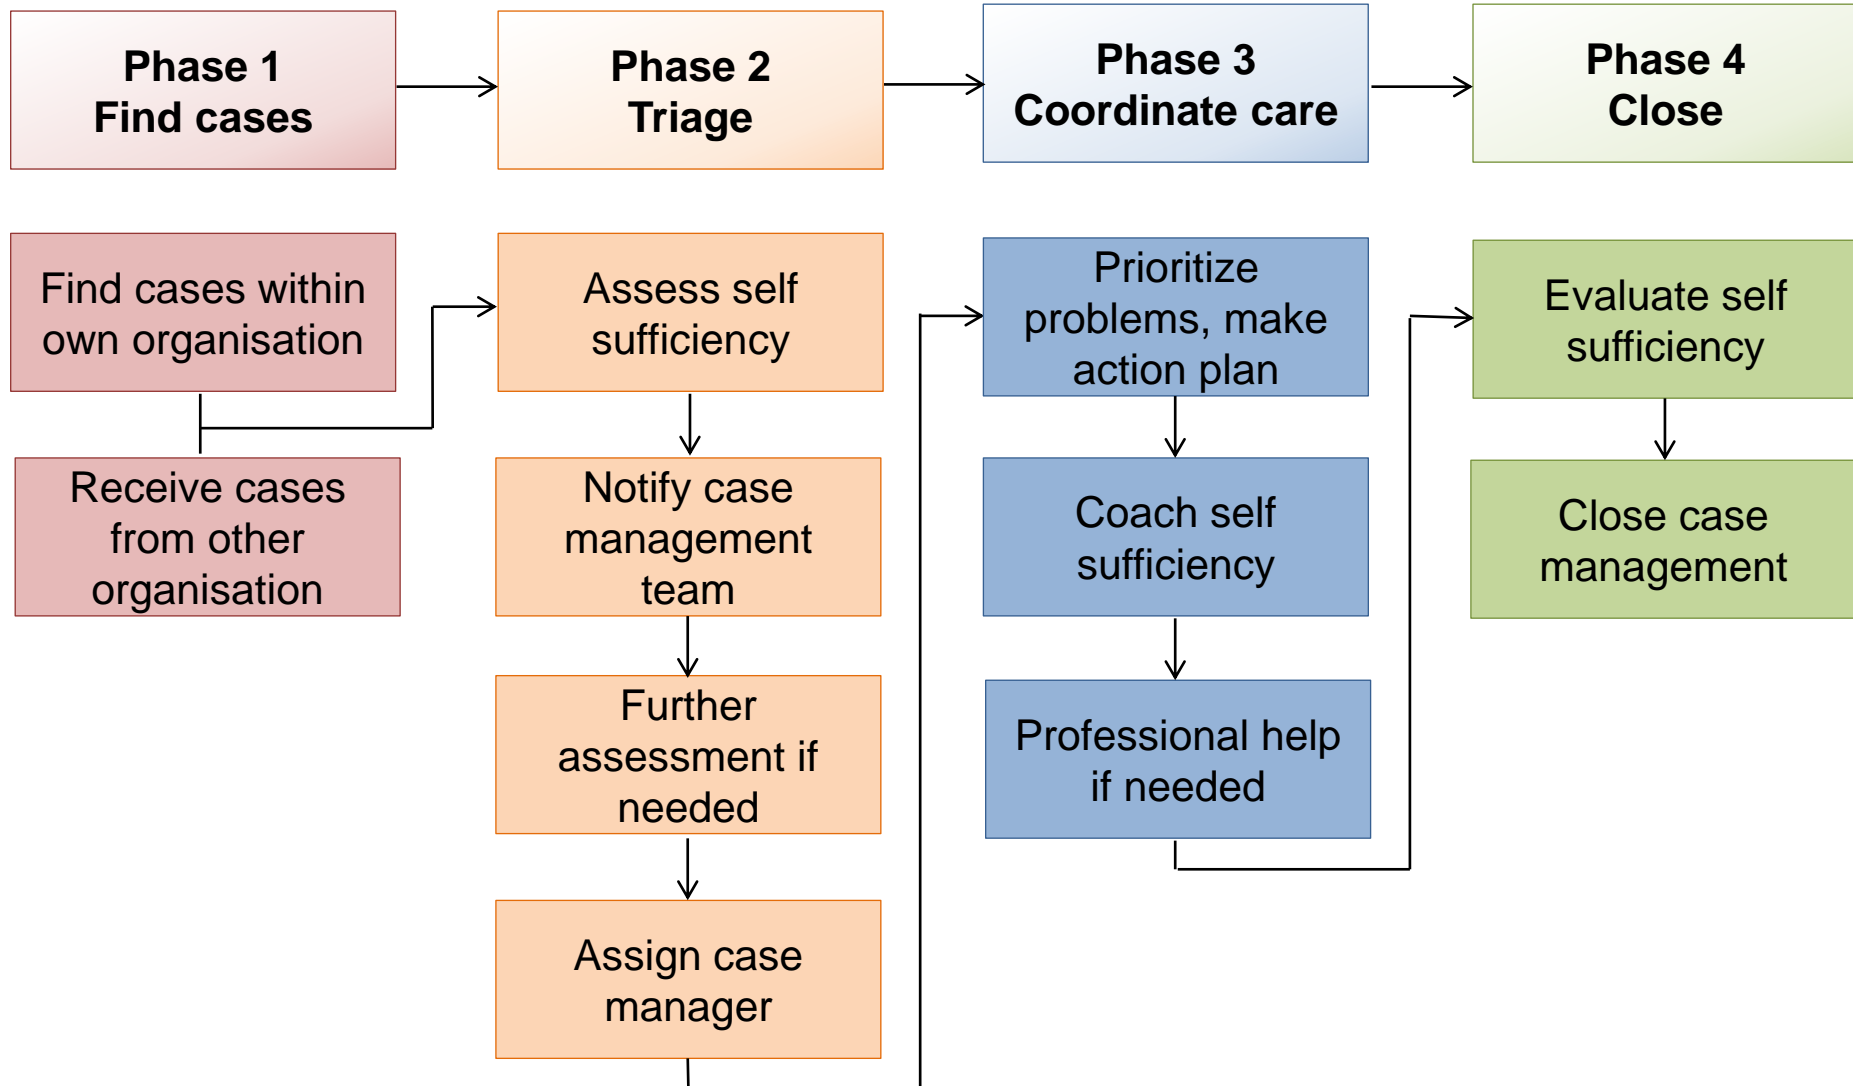 Phase 1
Find cases
Phase 2
Triage
Phase 3
Coordinate care
Phase 4
Close
Find cases within
own organisation
Receive cases
from other
organisation
Assess self
sufficiency
Notify case
management
team
Further
assessment if
needed
Assign case
manager
Prioritize
problems, make
action plan
Coach self
sufficiency
Professional help
if needed
Evaluate self
sufficiency
Close case
management